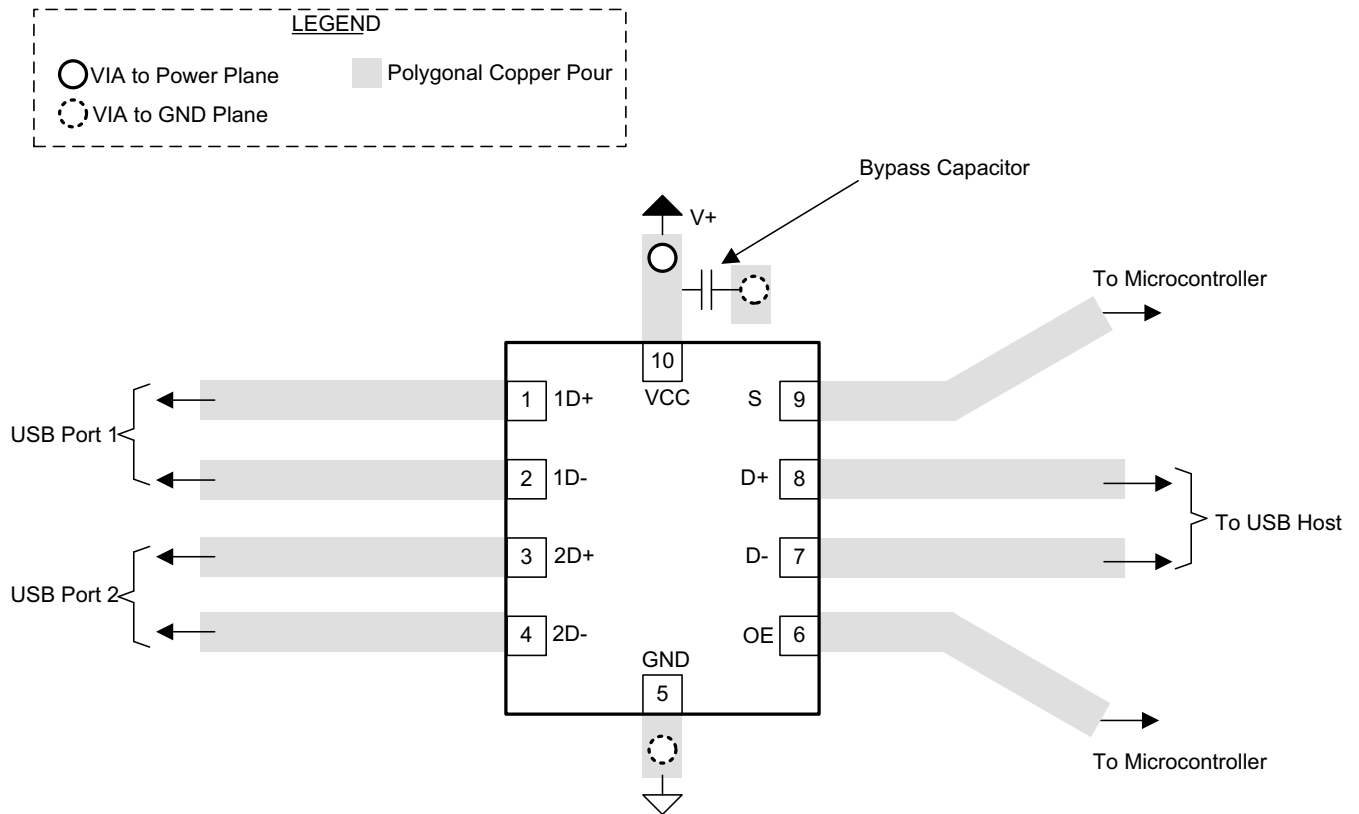 LEGEND
VIA to Power Plane
Polygonal Copper Pour
VIA to GND Plane
Bypass Capacitor
V+
To Microcontroller
10
VCC
1
1D+
S
9
USB Port 1
2
1D-
D+
8
To USB Host
3
2D+
D-
7
USB Port 2
4
2D-
OE
6
GND
5
To Microcontroller